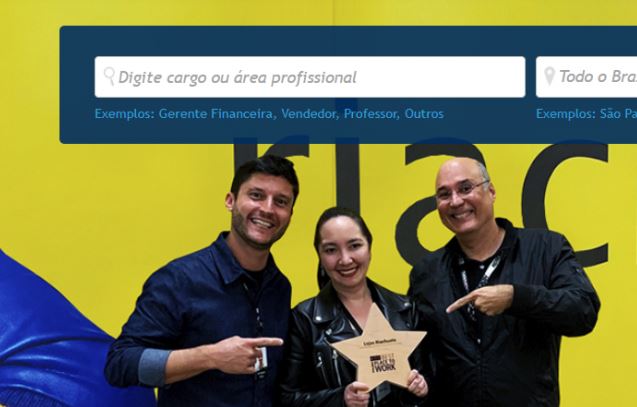 Digite cargo ou área profissional
Todo o Bra
Exemplos: Gerente Financeira, Vendedor, Professor, Outros
Exemplos: São Pa
riac
Lojas Riachuelo
BEST
PLACE TO
WORK